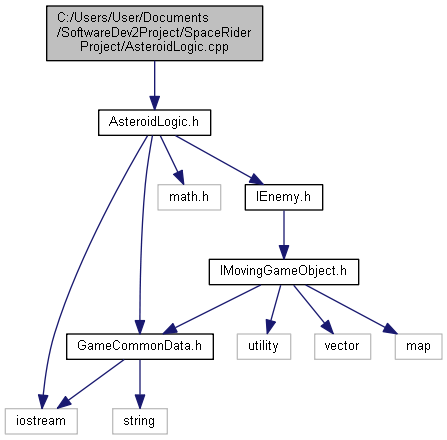 C:/Users/User/Documents
/SoftwareDev2Project/SpaceRider
Project/AsteroidLogic.cpp
AsteroidLogic.h
math.h
IEnemy.h
IMovingGameObject.h
GameCommonData.h
utility
vector
map
iostream
string